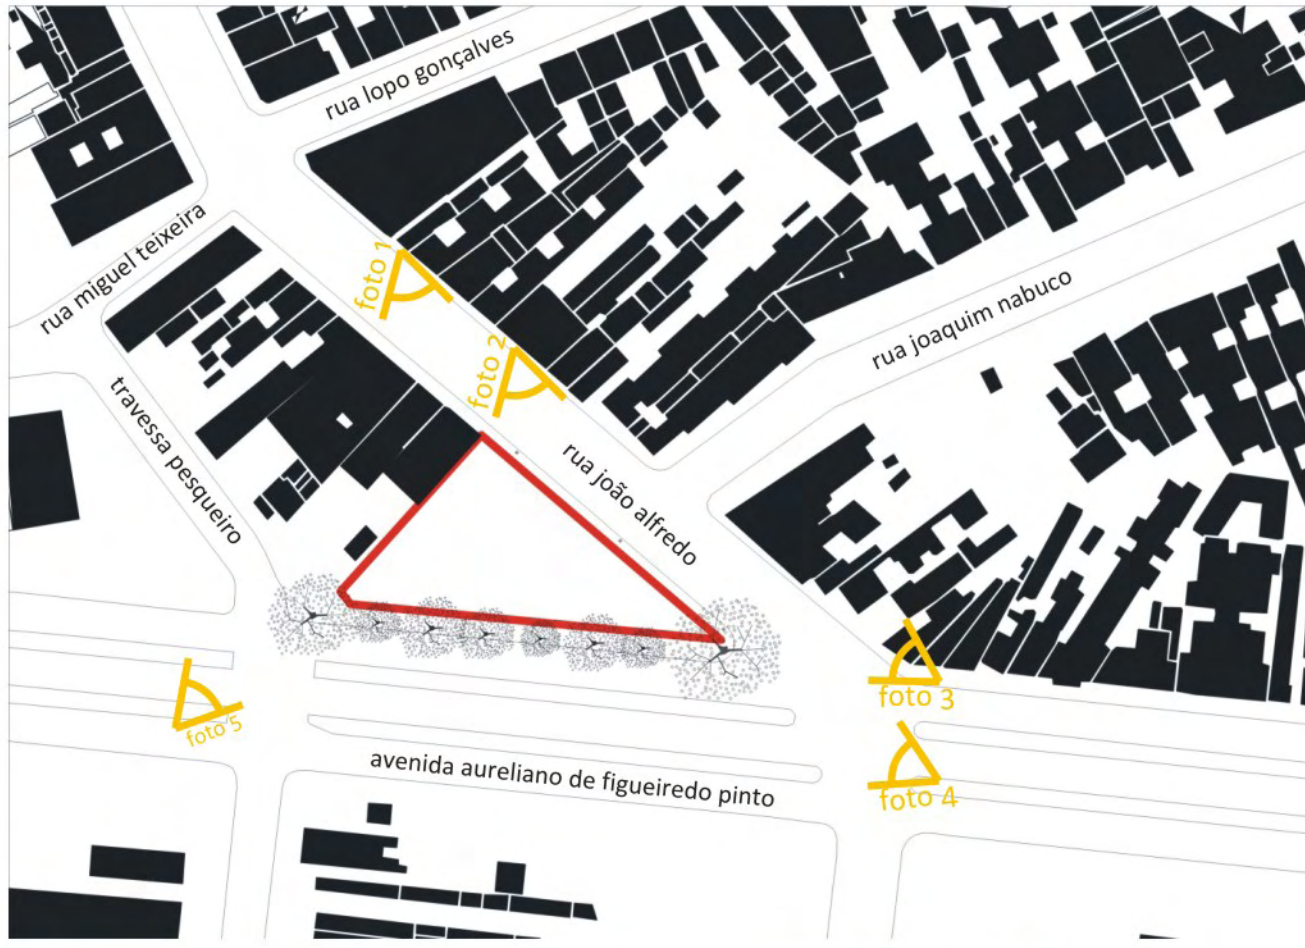 rua lopo gonçalves
rua miguel teixeira
foto 1
rua joaquim nabuco
foto 2
travessa pesqueiro
rua joão alfredo
foto 3
foto 5
avenida aureliano de figueiredo pinto
foto 4